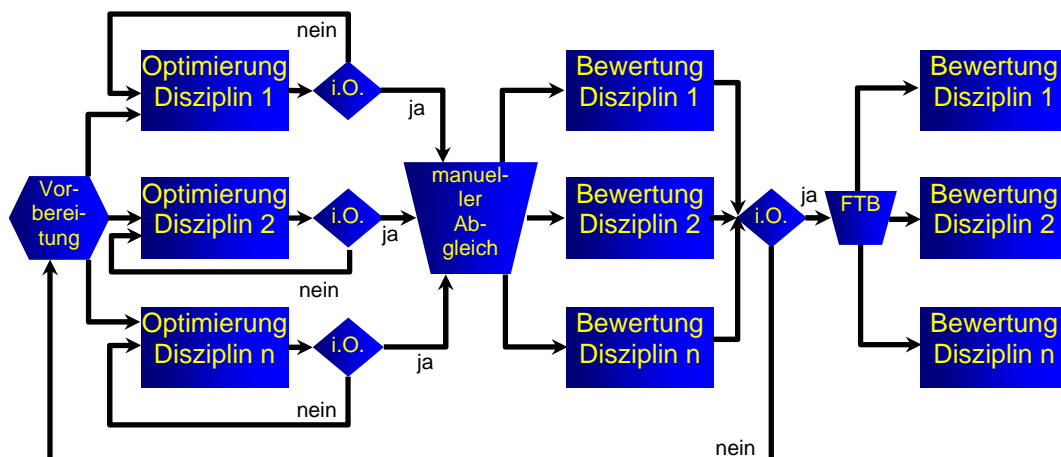 nein
Optimierung
Disziplin 1
i.O.
ja
Bewertung
Disziplin 1
Bewertung
Disziplin 1
Vor-
berei-
tung
Optimierung
Disziplin 2
i.O.
ja
nein
manuel-
ler
Ab-
gleich
Bewertung
Disziplin 2
i.O.
ja
FTB
Bewertung
Disziplin 2
Optimierung
Disziplin n
i.O.
ja
nein
Bewertung
Disziplin n
nein
Bewertung
Disziplin n